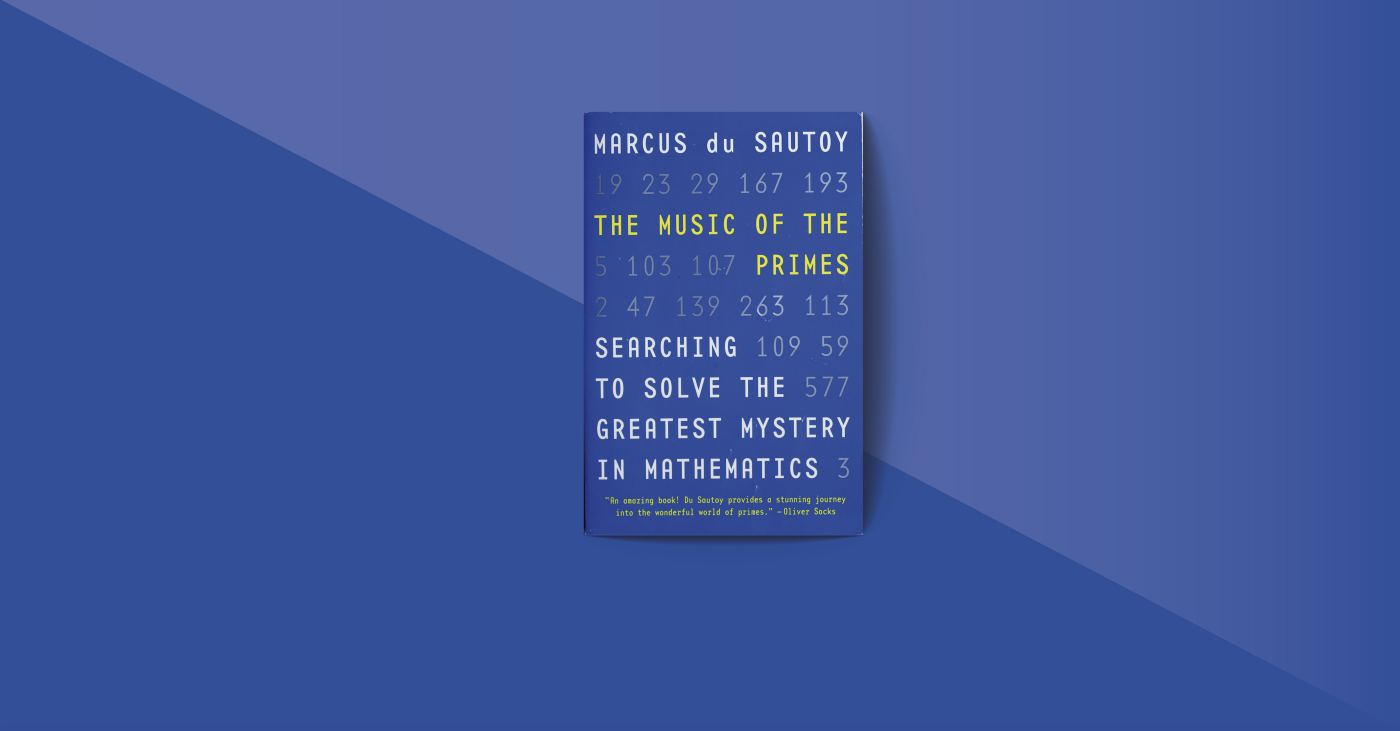 MARCUS du SAUTOY
19 23 29 167 193
THE MUSIC OF THE
5 103 107 PRIMES
2 47 139 263 113
SEARCHING 109 59
TO SOLVE THE 577
GREATEST MYSTERY
IN MATHEMATICS 3
"An amazing book! Du Sautoy provides a stunning journey
into the wonderful world of primes." —Oliver Sacks